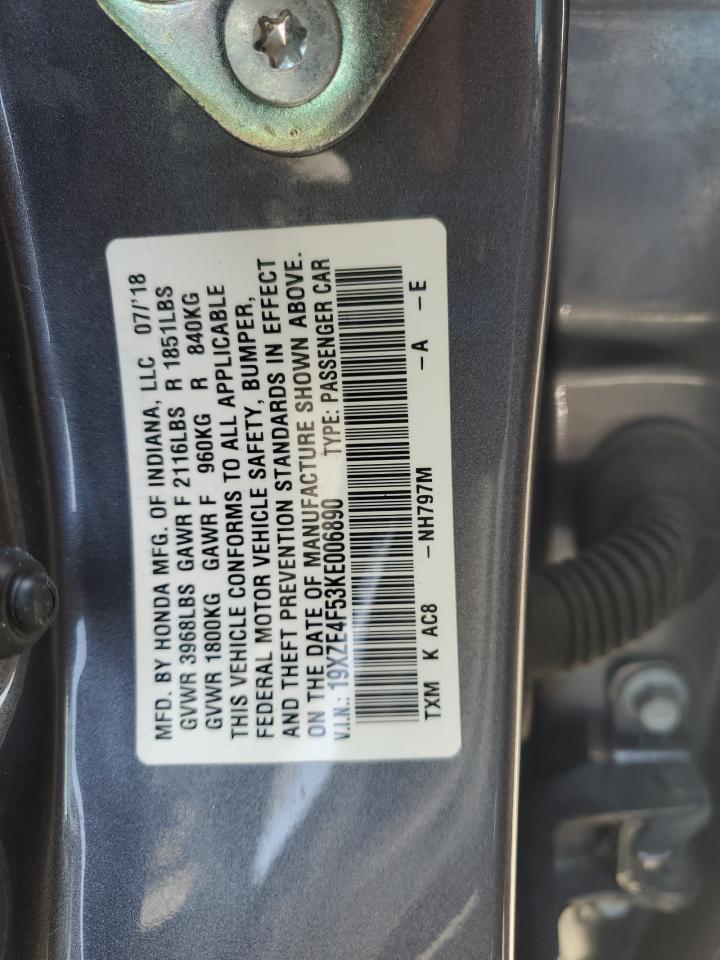 MFD. BY HONDA MFG. OF INDIANA, LLC 07/'18
GVWR 3968LBS GAWR F 2116LBS R 1851LBS
GVWR 1800KG GAWR F 960KG R 840KG
THIS VEHICLE CONFORMS TO ALL APPLICABLE
FEDERAL MOTOR VEHICLE SAFETY, BUMPER,
AND THEFT PREVENTION STANDARDS IN EFFECT
ON THE DATE OF MANUFACTURE SHOWN ABOVE.
V.I.N.: 19XZE4F53KE006890 TYPE: PASSENGER CAR
TXM K AC8 -NH797M -A -E